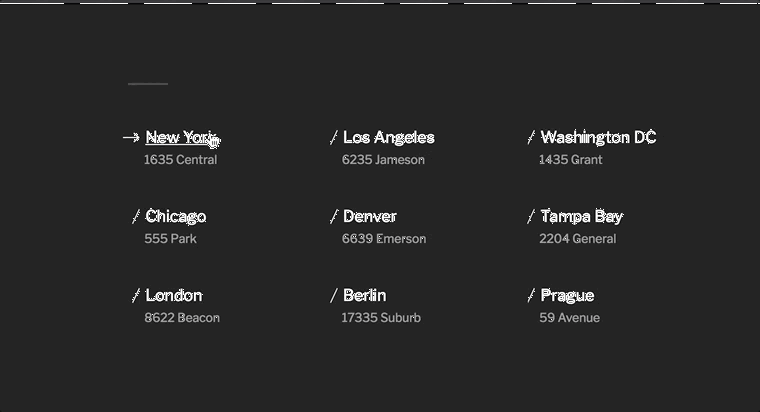 → New York
1635 Central
/ Los Angeles
6235 Jameson
/ Washington DC
1435 Grant
/ Chicago
555 Park
/ Denver
6639 Emerson
/ Tampa Bay
2204 General
/ London
8622 Beacon
/ Berlin
17335 Suburb
/ Prague
59 Avenue